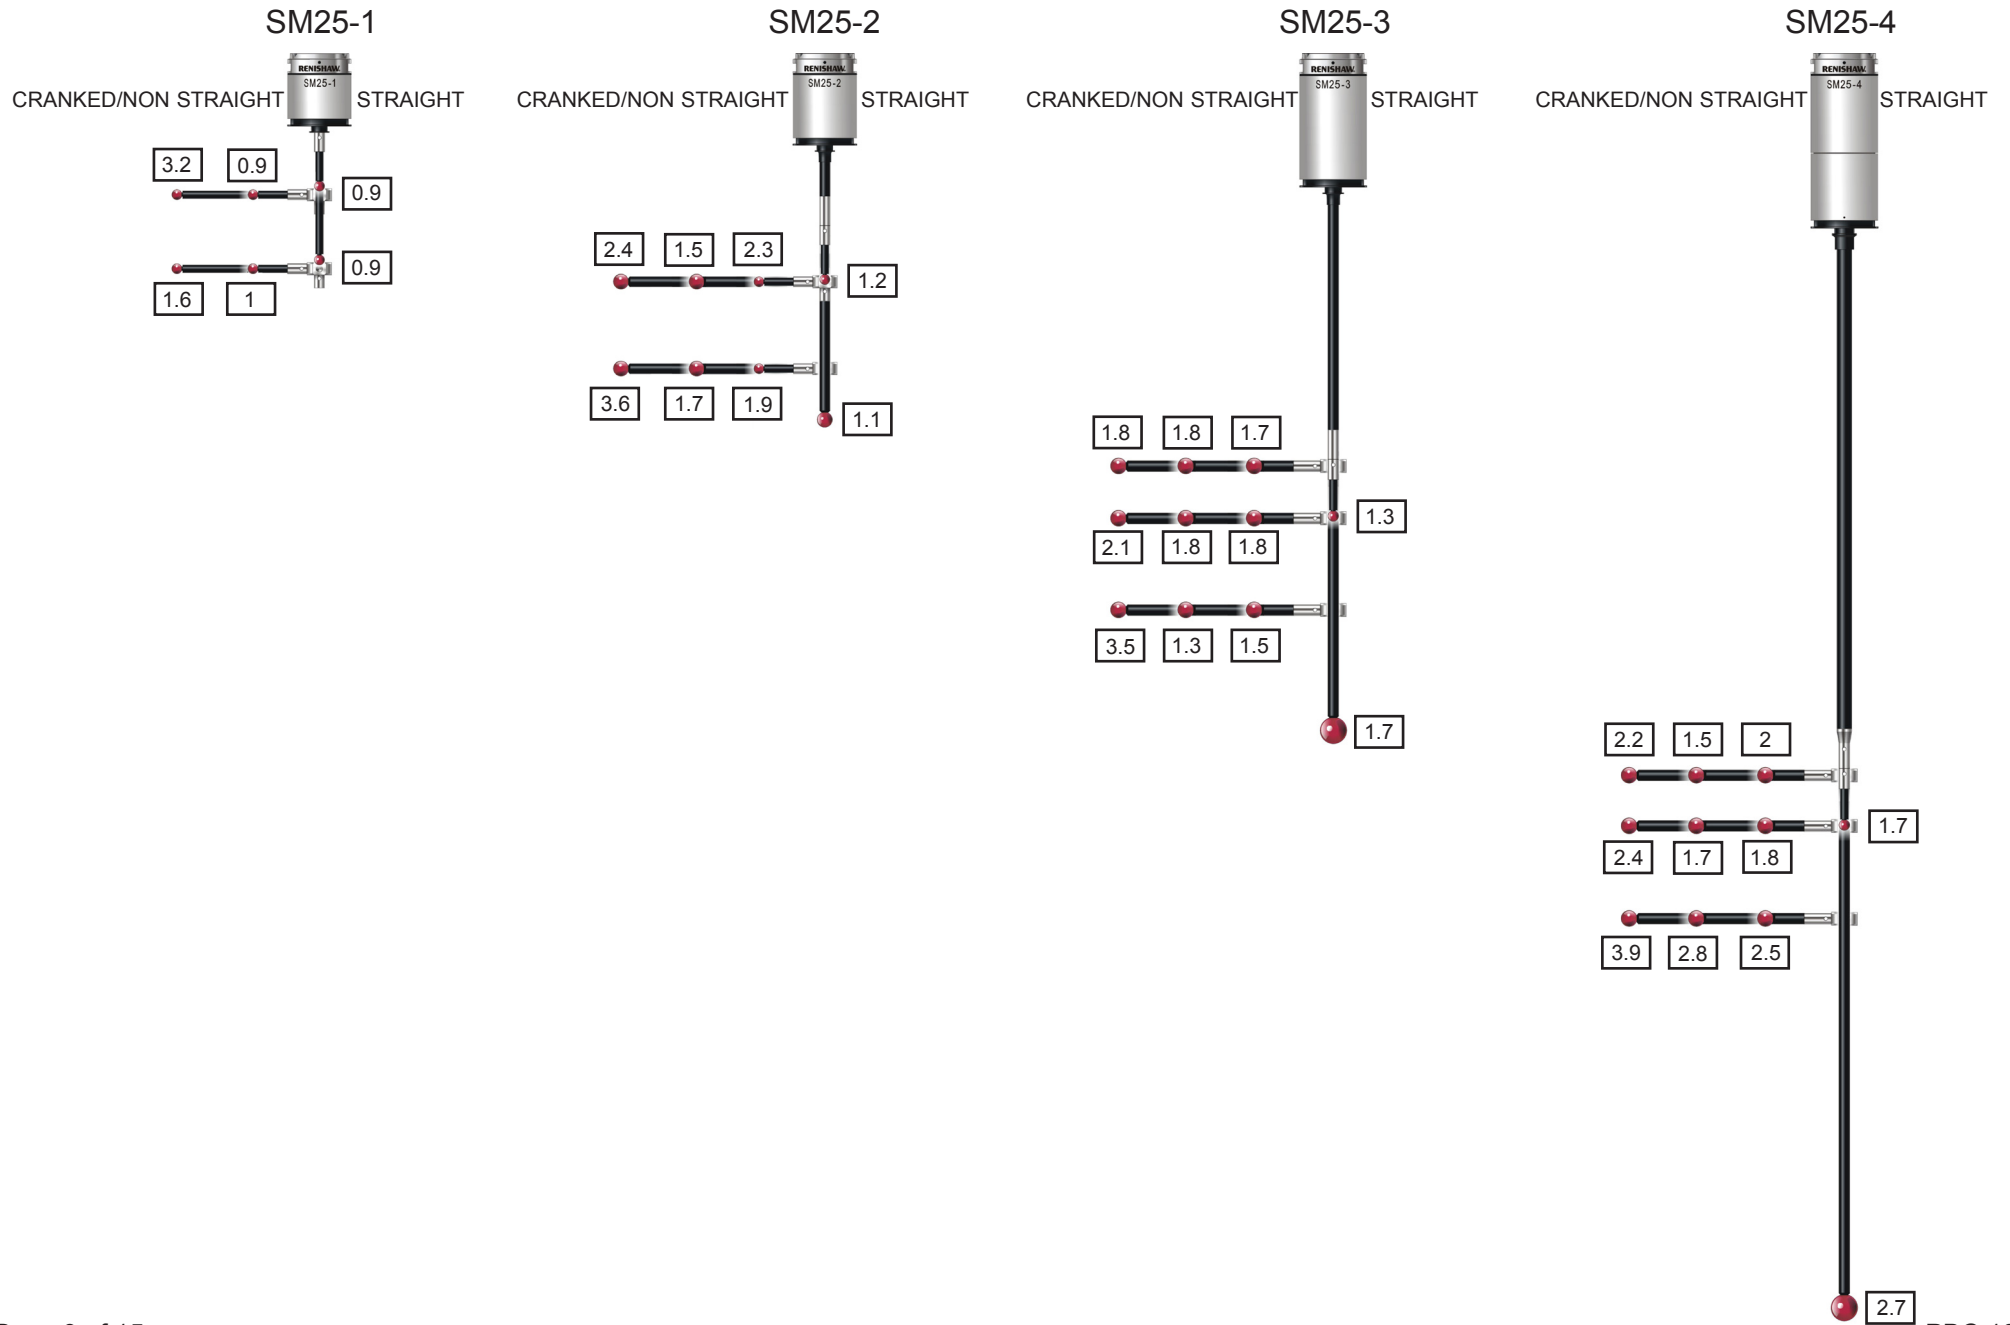 SM25-1
SM25-2
SM25-3
SM25-4
RENISHAW
SM25-1
RENISHAW
SM25-2
RENISHAW
SM25-3
RENISHAW
SM25-4
CRANKED/NON STRAIGHT
STRAIGHT
CRANKED/NON STRAIGHT
STRAIGHT
CRANKED/NON STRAIGHT
STRAIGHT
CRANKED/NON STRAIGHT
STRAIGHT
3.2
0.9
0.9
0.9
1.6
1
2.4
1.5
2.3
1.2
3.6
1.7
1.9
1.1
1.8
1.8
1.7
1.3
2.1
1.8
1.8
3.5
1.3
1.5
1.7
2.2
1.5
2
1.7
2.4
1.7
1.8
3.9
2.8
2.5
2.7